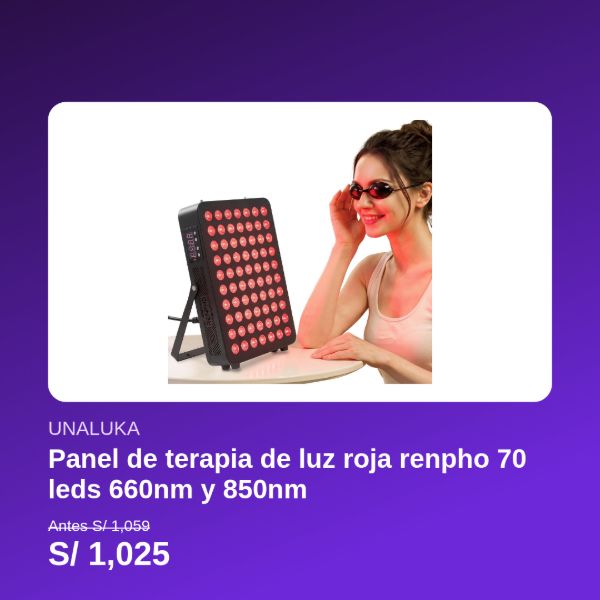 UNALUKA
Panel de terapia de luz roja renpho 70
leds 660nm y 850nm
Antes S/ 1,059
S/ 1,025